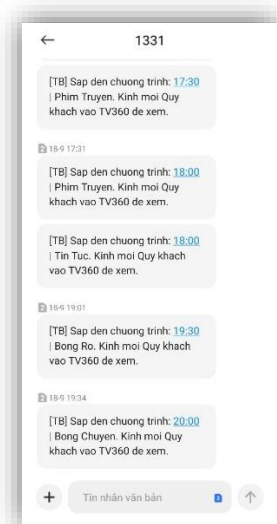 1331
[TB] Sap den chuong trinh: 17:30
| Phim Truyen. Kinh moi Quy
khach vao TV360 de xem.
2 18-9 17:31
[TB] Sap den chuong trinh: 18:00
| Phim Truyen. Kinh moi Quy
khach vao TV360 de xem.
[TB] Sap den chuong trinh: 18:00
| Tin Tuc. Kinh moi Quy khach
vao TV360 de xem.
2 18-9 19:01
[TB] Sap den chuong trinh: 19:30
| Bong Ro. Kinh moi Quy khach
vao TV360 de xem.
2 18-9 19:34
[TB] Sap den chuong trinh: 20:00
| Bong Chuyen. Kinh moi Quy
khach vao TV360 de xem.
Tin nhắn văn bản 2